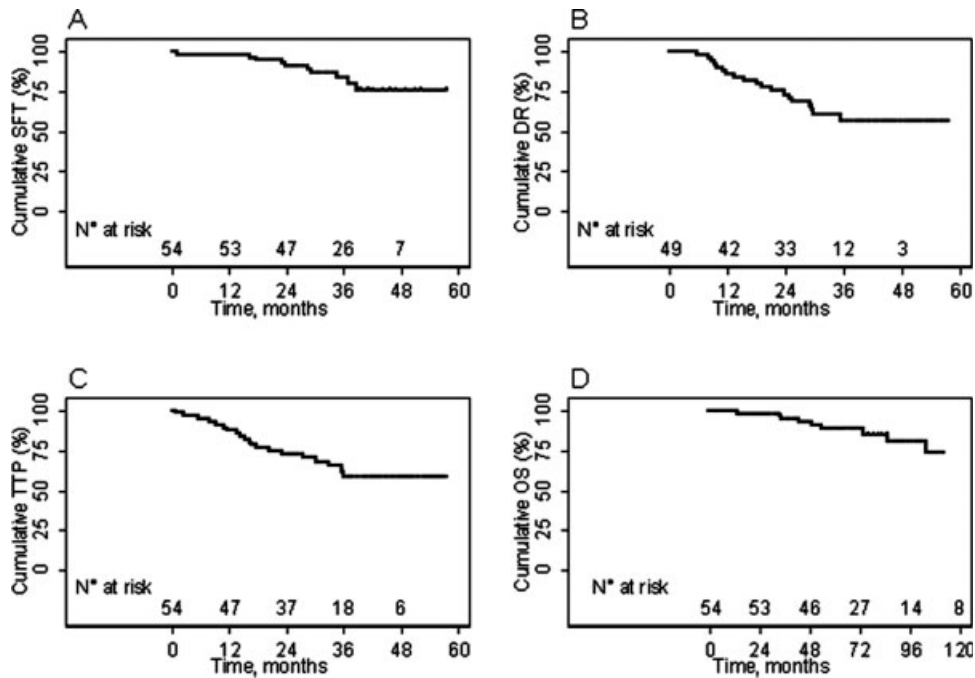 A
Cumulative SFT (%)
100
75
50
25
0
N° at risk
54 53 47 26 7
0 12 24 36 48 60
Time, months
B
Cumulative DR (%)
100
75
50
25
0
N° at risk
49 42 33 12 3
0 12 24 36 48 60
Time, months
C
Cumulative TTP (%)
100
75
50
25
0
N° at risk
54 47 37 18 6
0 12 24 36 48 60
Time, months
D
Cumulative OS (%)
100
75
50
25
0
N° at risk
54 53 46 27 14 8
0 24 48 72 96 120
Time, months